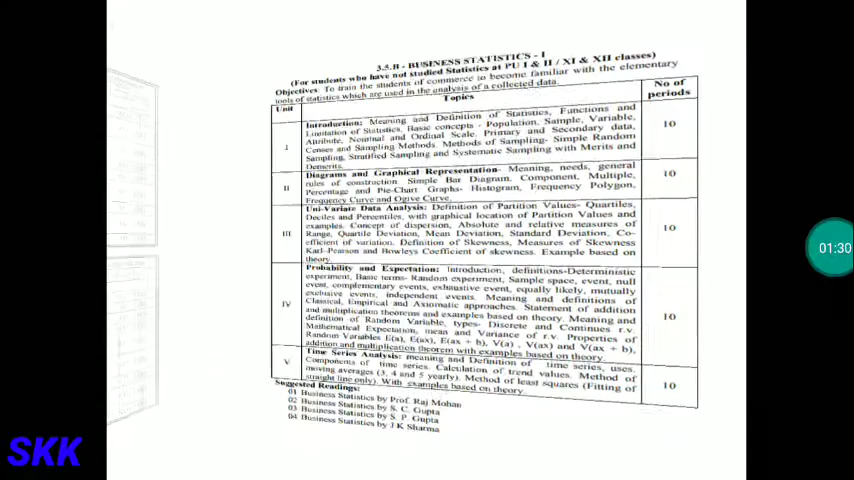 3.5.B - BUSINESS STATISTICS - I
(For students who have not studied Statistics at PU I & II / XI & XII classes)
Objectives: To train the students of commerce to become familiar with the elementary
tools of statistics which are used in the analysis of a collected data.
Unit
Topics
No of
periods
I
Introduction: Meaning and Definition of Statistics, Functions and
Limitation of Statistics, Basic concepts - Population, Sample, Variable,
Attribute, Nominal and Ordinal Scale, Primary and Secondary data,
Census and Sampling Methods. Methods of Sampling- Simple Random
Sampling, Stratified Sampling and Systematic Sampling with Merits and
Demerits.
10
II
Diagrams and Graphical Representation- Meaning, needs, general
rules of construction Simple Bar Diagram, Component, Multiple,
Percentage and Pie-Chart Graphs- Histogram, Frequency Polygon,
Frequency Curve and Ogive Curve.
10
III
Uni-Variate Data Analysis: Definition of Partition Values- Quartiles,
Deciles and Percentiles, with graphical location of Partition Values and
examples. Concept of dispersion, Absolute and relative measures of
Range, Quartile Deviation, Mean Deviation, Standard Deviation, Co-
efficient of variation. Definition of Skewness, Measures of Skewness
Karl-Pearson and Bowleys Coefficient of skewness. Example based on
theory.
10
IV
Probability and Expectation: Introduction, definitions-Deterministic
experiment, Basic terms- Random experiment, Sample space, event, null
event, complementary events, exhaustive event, equally likely, mutually
exclusive events, independent events. Meaning and definitions of
Classical, Empirical and Axiomatic approaches. Statement of addition
and multiplication theorems and examples based on theory. Meaning and
definition of Random Variable, types- Discrete and Continues r.v.
Mathematical Expectation, mean and Variance of r.v. Properties of
Random Variables E(a), E(ax), E(ax + b), V(a) , V(ax) and V(ax + b),
addition and multiplication theorem with examples based on theory.
10
V
Time Series Analysis: meaning and Definition of time series, uses.
Components of time series. Calculation of trend values. Method of
moving averages (3, 4 and 5 yearly). Method of least squares (Fitting of
straight line only). With examples based on theory.
10
Suggested Readings:
01 Business Statistics by Prof. Raj Mohan
02 Business Statistics by S. C. Gupta
03 Business Statistics by S. P. Gupta
04 Business Statistics by J K Sharma
01:30
SKK